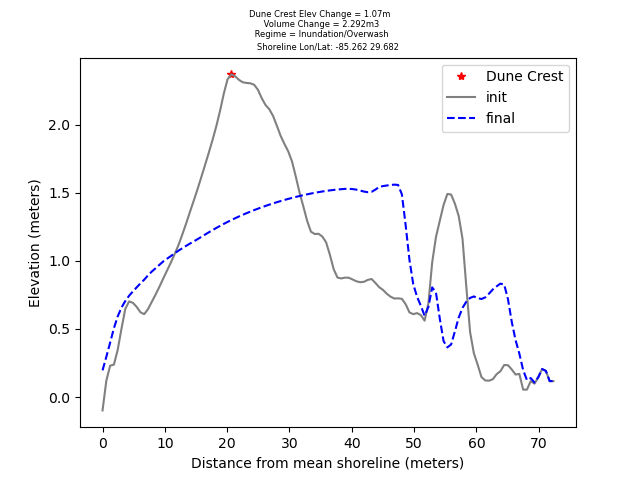 Dune Crest Elev Change = 1.07m
Volume Change = 2.292m3
Regime = Inundation/Overwash
Shoreline Lon/Lat: -85.262 29.682
Dune Crest
init
final
Elevation (meters)
2.0
1.5
1.0
0.5
0.0
0 10 20 30 40 50 60 70
Distance from mean shoreline (meters)